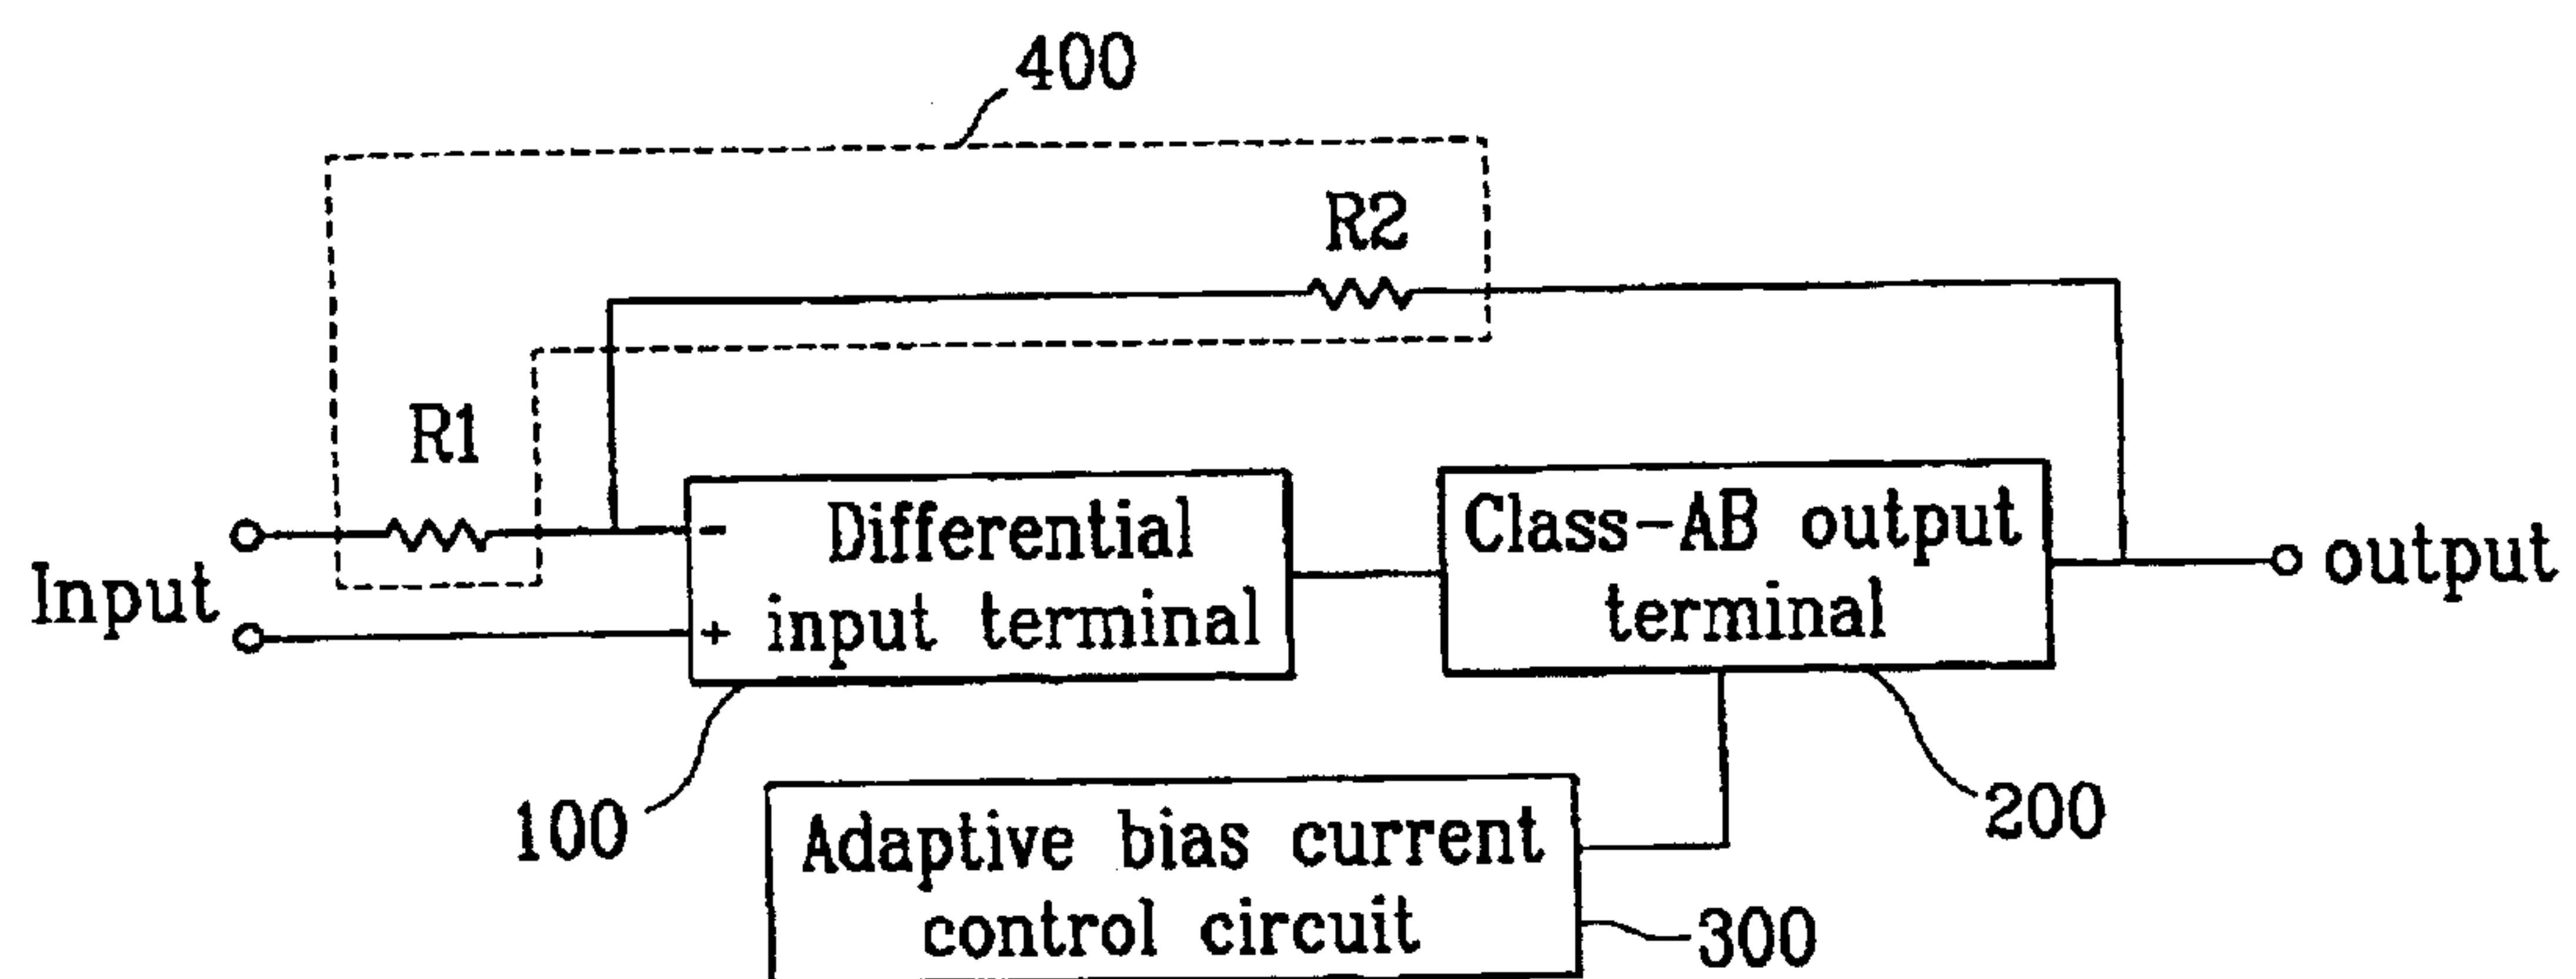 400
R2
R1
Input
-
+
Differential
input terminal
Class-AB output
terminal
output
100
200
Adaptive bias current
control circuit
300